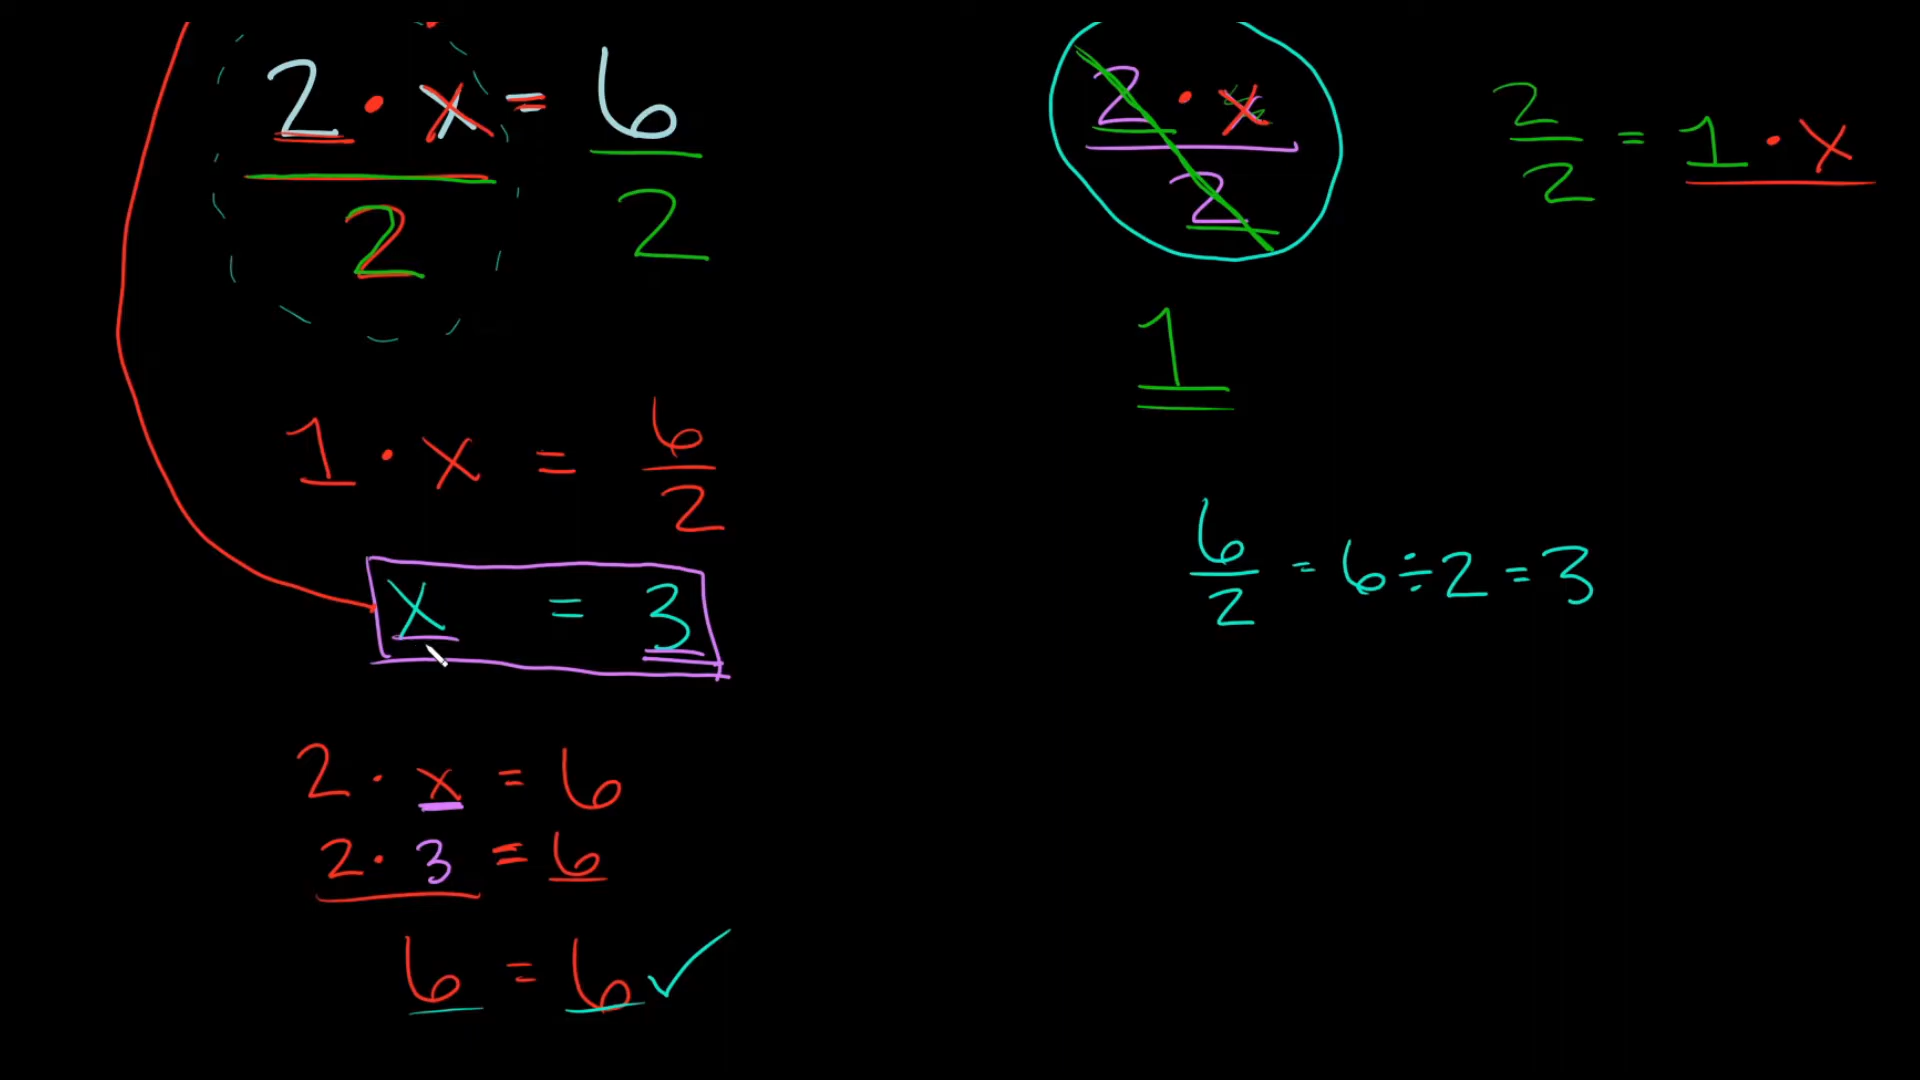 2 · x = 6
2 2
1 · x = 6
2
x = 3
2 · x = 6
2 · 3 = 6
6 = 6 ✓
2 · x
2
2
2 = 1 · x
1
6
2 = 6 ÷ 2 = 3